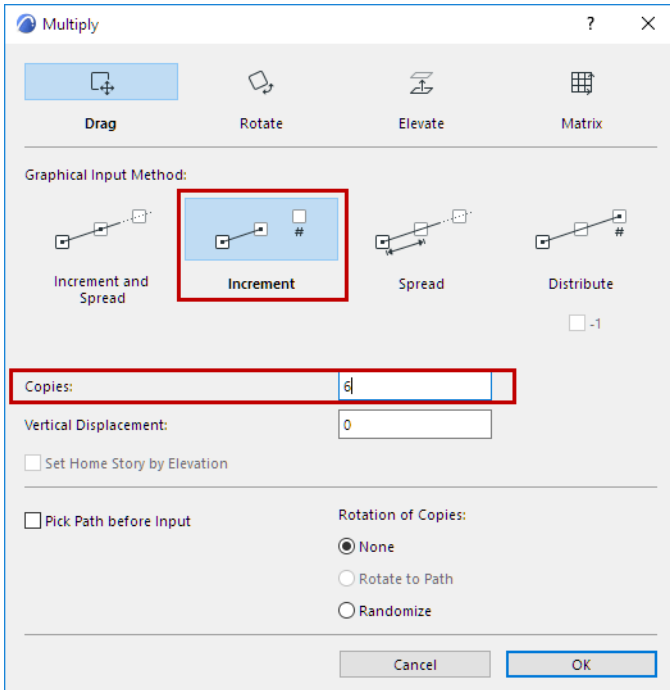 Multiply ?
Drag Rotate Elevate Matrix
Graphical Input Method:
# #
Increment and Increment Spread Distribute
Spread
-1
Copies: 6
Vertical Displacement: 0
Set Home Story by Elevation
Pick Path before Input Rotation of Copies:
None
Rotate to Path
Randomize
Cancel OK